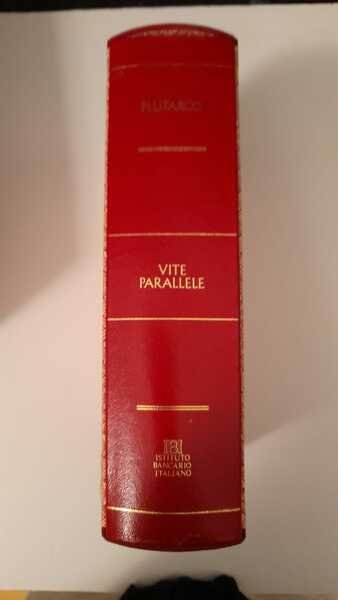 PLUTARCO
VITE
PARALLELE
IBI
ISTITUTO
BANCARIO
ITALIANO